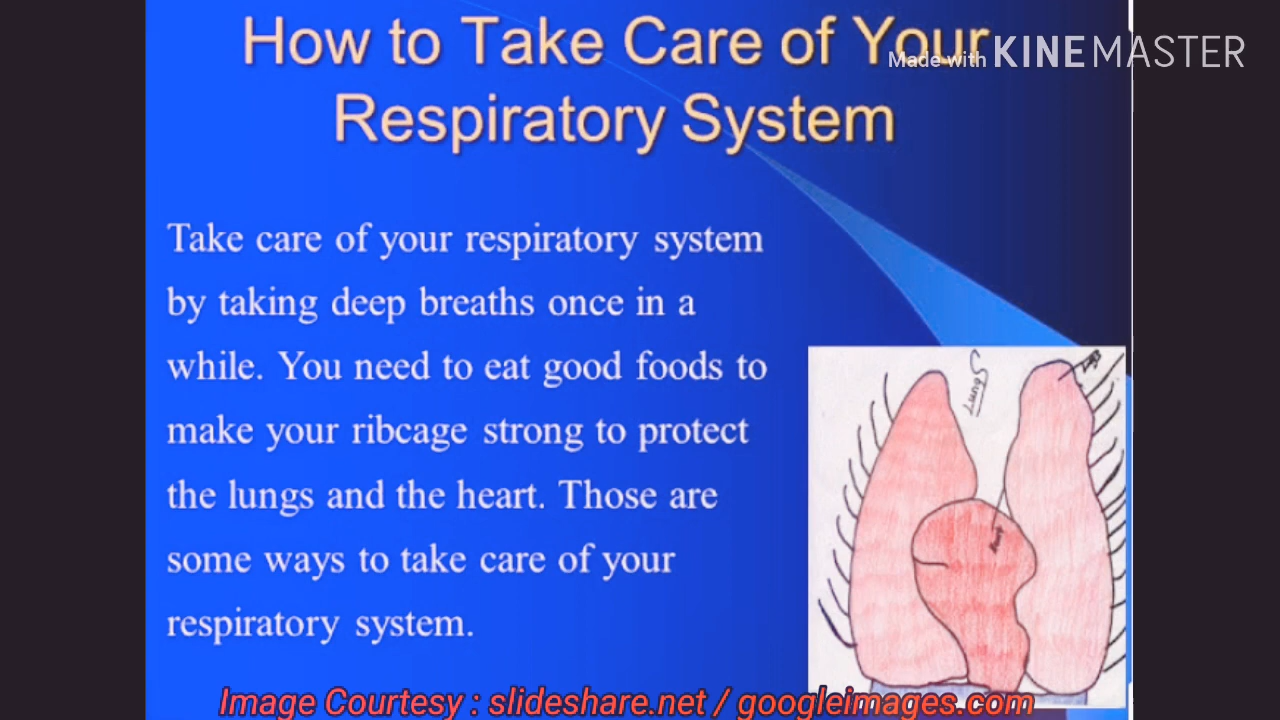 How to Take Care of Your
Made with KINEMASTER
Respiratory System
Take care of your respiratory system
by taking deep breaths once in a
while. You need to eat good foods to
make your ribcage strong to protect
the lungs and the heart. Those are
some ways to take care of your
respiratory system.
Image Courtesy : slideshare.net / googleimages.com